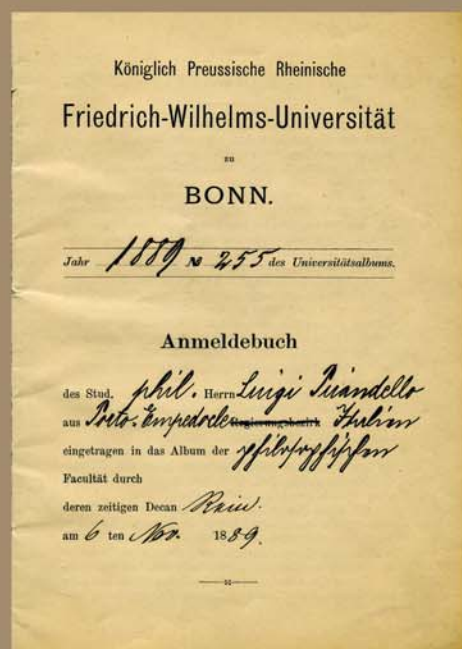 Königlich Preussische Rheinische
Friedrich-Wilhelms-Universität
zu
BONN.
Jahr 1889 № 255 des Universitätsalbums.
Anmeldebuch
des Stud. phil. Herrn Luigi Pirandello
aus Porto-Empedocle Regierungsbezirk Italien
eingetragen in das Album der philosophischen
Facultät durch
deren zeitigen Decan
am 6 ten Nov. 1889.